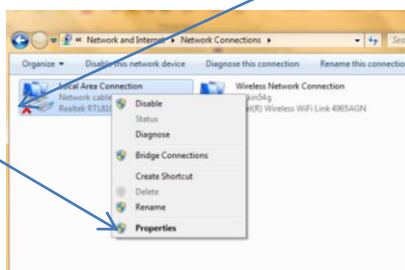 « Network and Internet ▸ Network Connections ▸
Organize ▾ Disable this network device Diagnose this connection Rename this connection
Local Area Connection
Network cable
Realtek
Wireless Network Connection
Wireless WiFi Link 4965AGN
Disable
Status
Diagnose
Bridge Connections
Create Shortcut
Delete
Rename
Properties